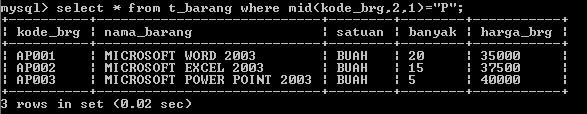 mysql> select * from t_barang where mid(kode_brg,2,1)="P";
+----------+----------------------------+--------+--------+-----------+
| kode_brg | nama_barang | satuan | banyak | harga_brg |
+----------+----------------------------+--------+--------+-----------+
| AP001 | MICROSOFT WORD 2003 | BUAH | 20 | 35000 |
| AP002 | MICROSOFT EXCEL 2003 | BUAH | 15 | 37500 |
| AP003 | MICROSOFT POWER POINT 2003 | BUAH | 5 | 40000 |
+----------+----------------------------+--------+--------+-----------+
3 rows in set (0.02 sec)